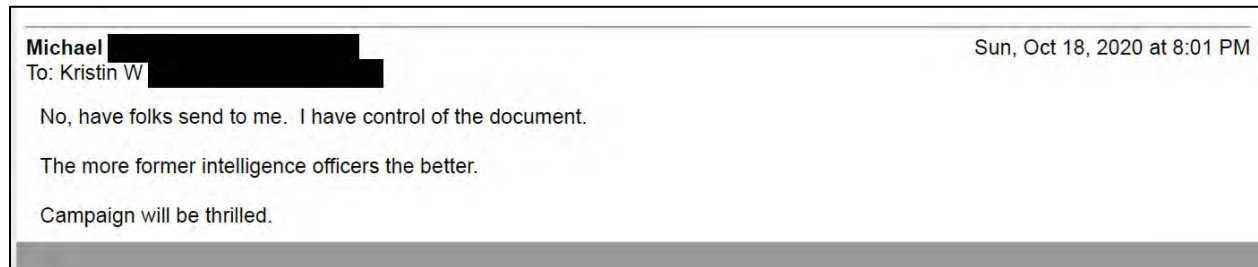 Michael
Sun, Oct 18, 2020 at 8:01 PM
To: Kristin W
No, have folks send to me. I have control of the document.
The more former intelligence officers the better.
Campaign will be thrilled.